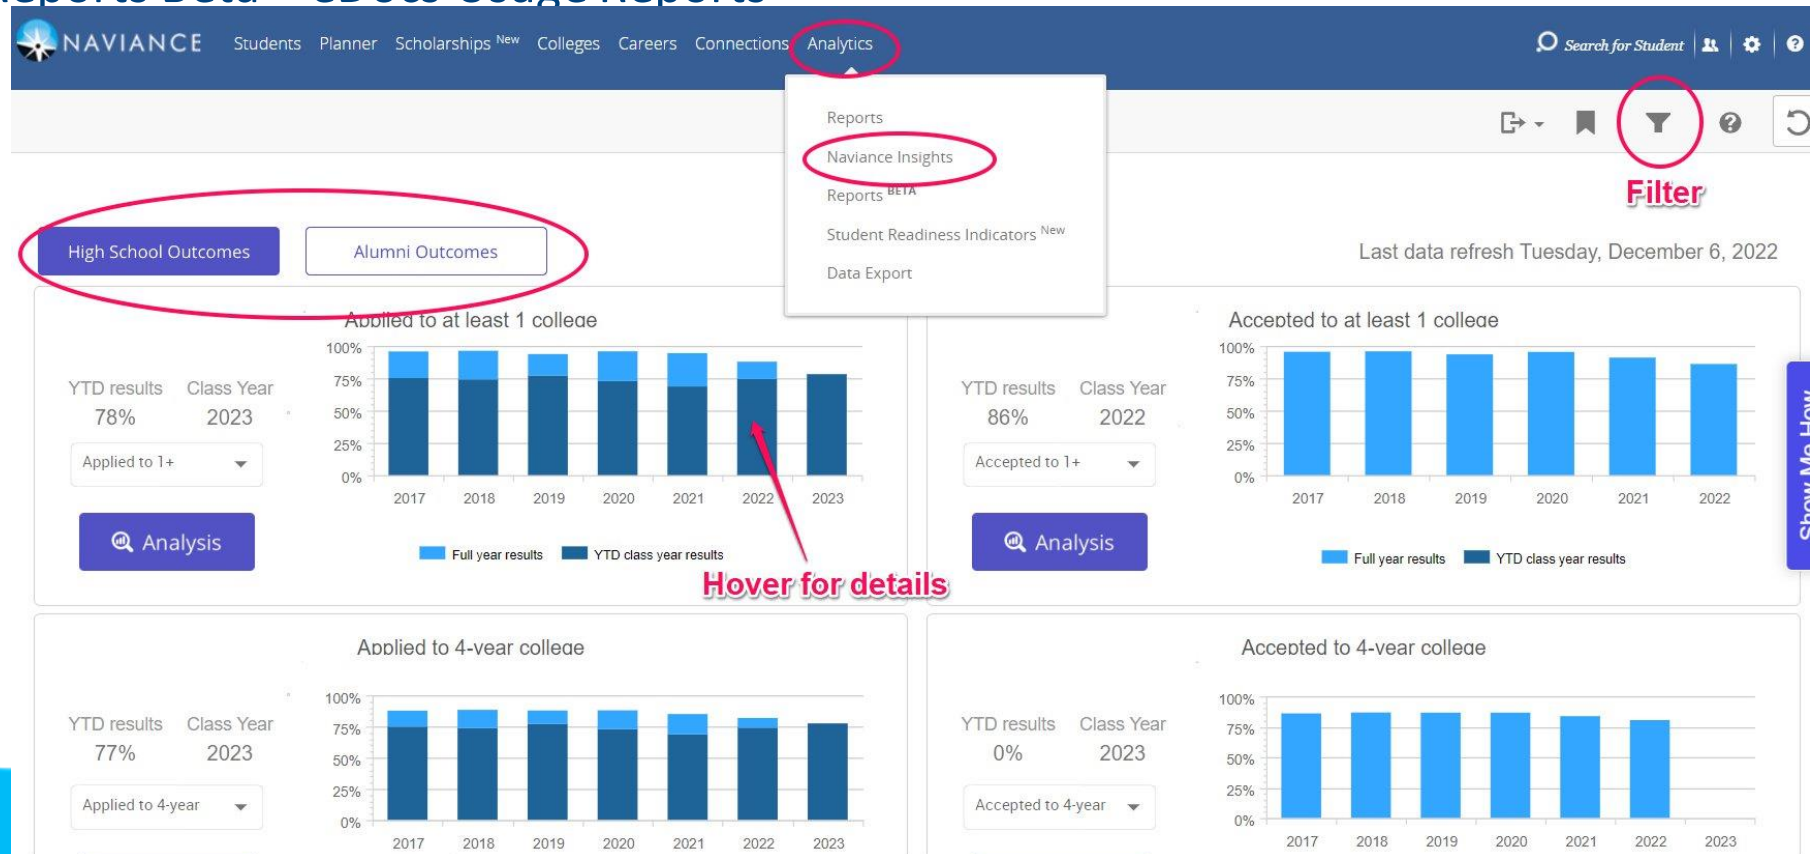 Reports Beta – eDocs Usage Reports
NAVIANCE Students Planner Scholarships New Colleges Careers Connections Analytics Search for Student
Reports
Naviance Insights
Reports BETA
Student Readiness Indicators New
Data Export
Filter
High School Outcomes Alumni Outcomes
Last data refresh Tuesday, December 6, 2022
Applied to at least 1 college
YTD results Class Year
78% 2023
Applied to 1+
Analysis
100%
75%
50%
25%
0%
2017 2018 2019 2020 2021 2022 2023
Full year results YTD class year results
Hover for details
Accepted to at least 1 college
YTD results Class Year
86% 2022
Accepted to 1+
Analysis
100%
75%
50%
25%
0%
2017 2018 2019 2020 2021 2022
Full year results YTD class year results
Show Me How
Applied to 4-year college
YTD results Class Year
77% 2023
Applied to 4-year
100%
75%
50%
25%
0%
2017 2018 2019 2020 2021 2022 2023
Accepted to 4-year college
YTD results Class Year
0% 2023
Accepted to 4-year
100%
75%
50%
25%
0%
2017 2018 2019 2020 2021 2022 2023